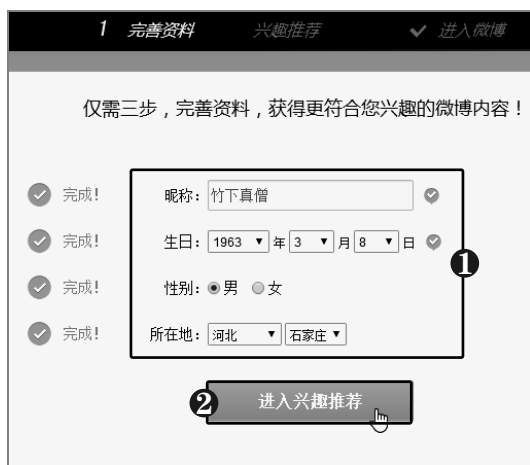 1 完善资料 兴趣推荐 进入微博
仅需三步，完善资料，获得更符合您兴趣的微博内容！
完成! 昵称: 竹下真僧
完成! 生日: 1963 年 3 月 8 日
1
完成! 性别: 男 女
完成! 所在地: 河北 石家庄
2 进入兴趣推荐